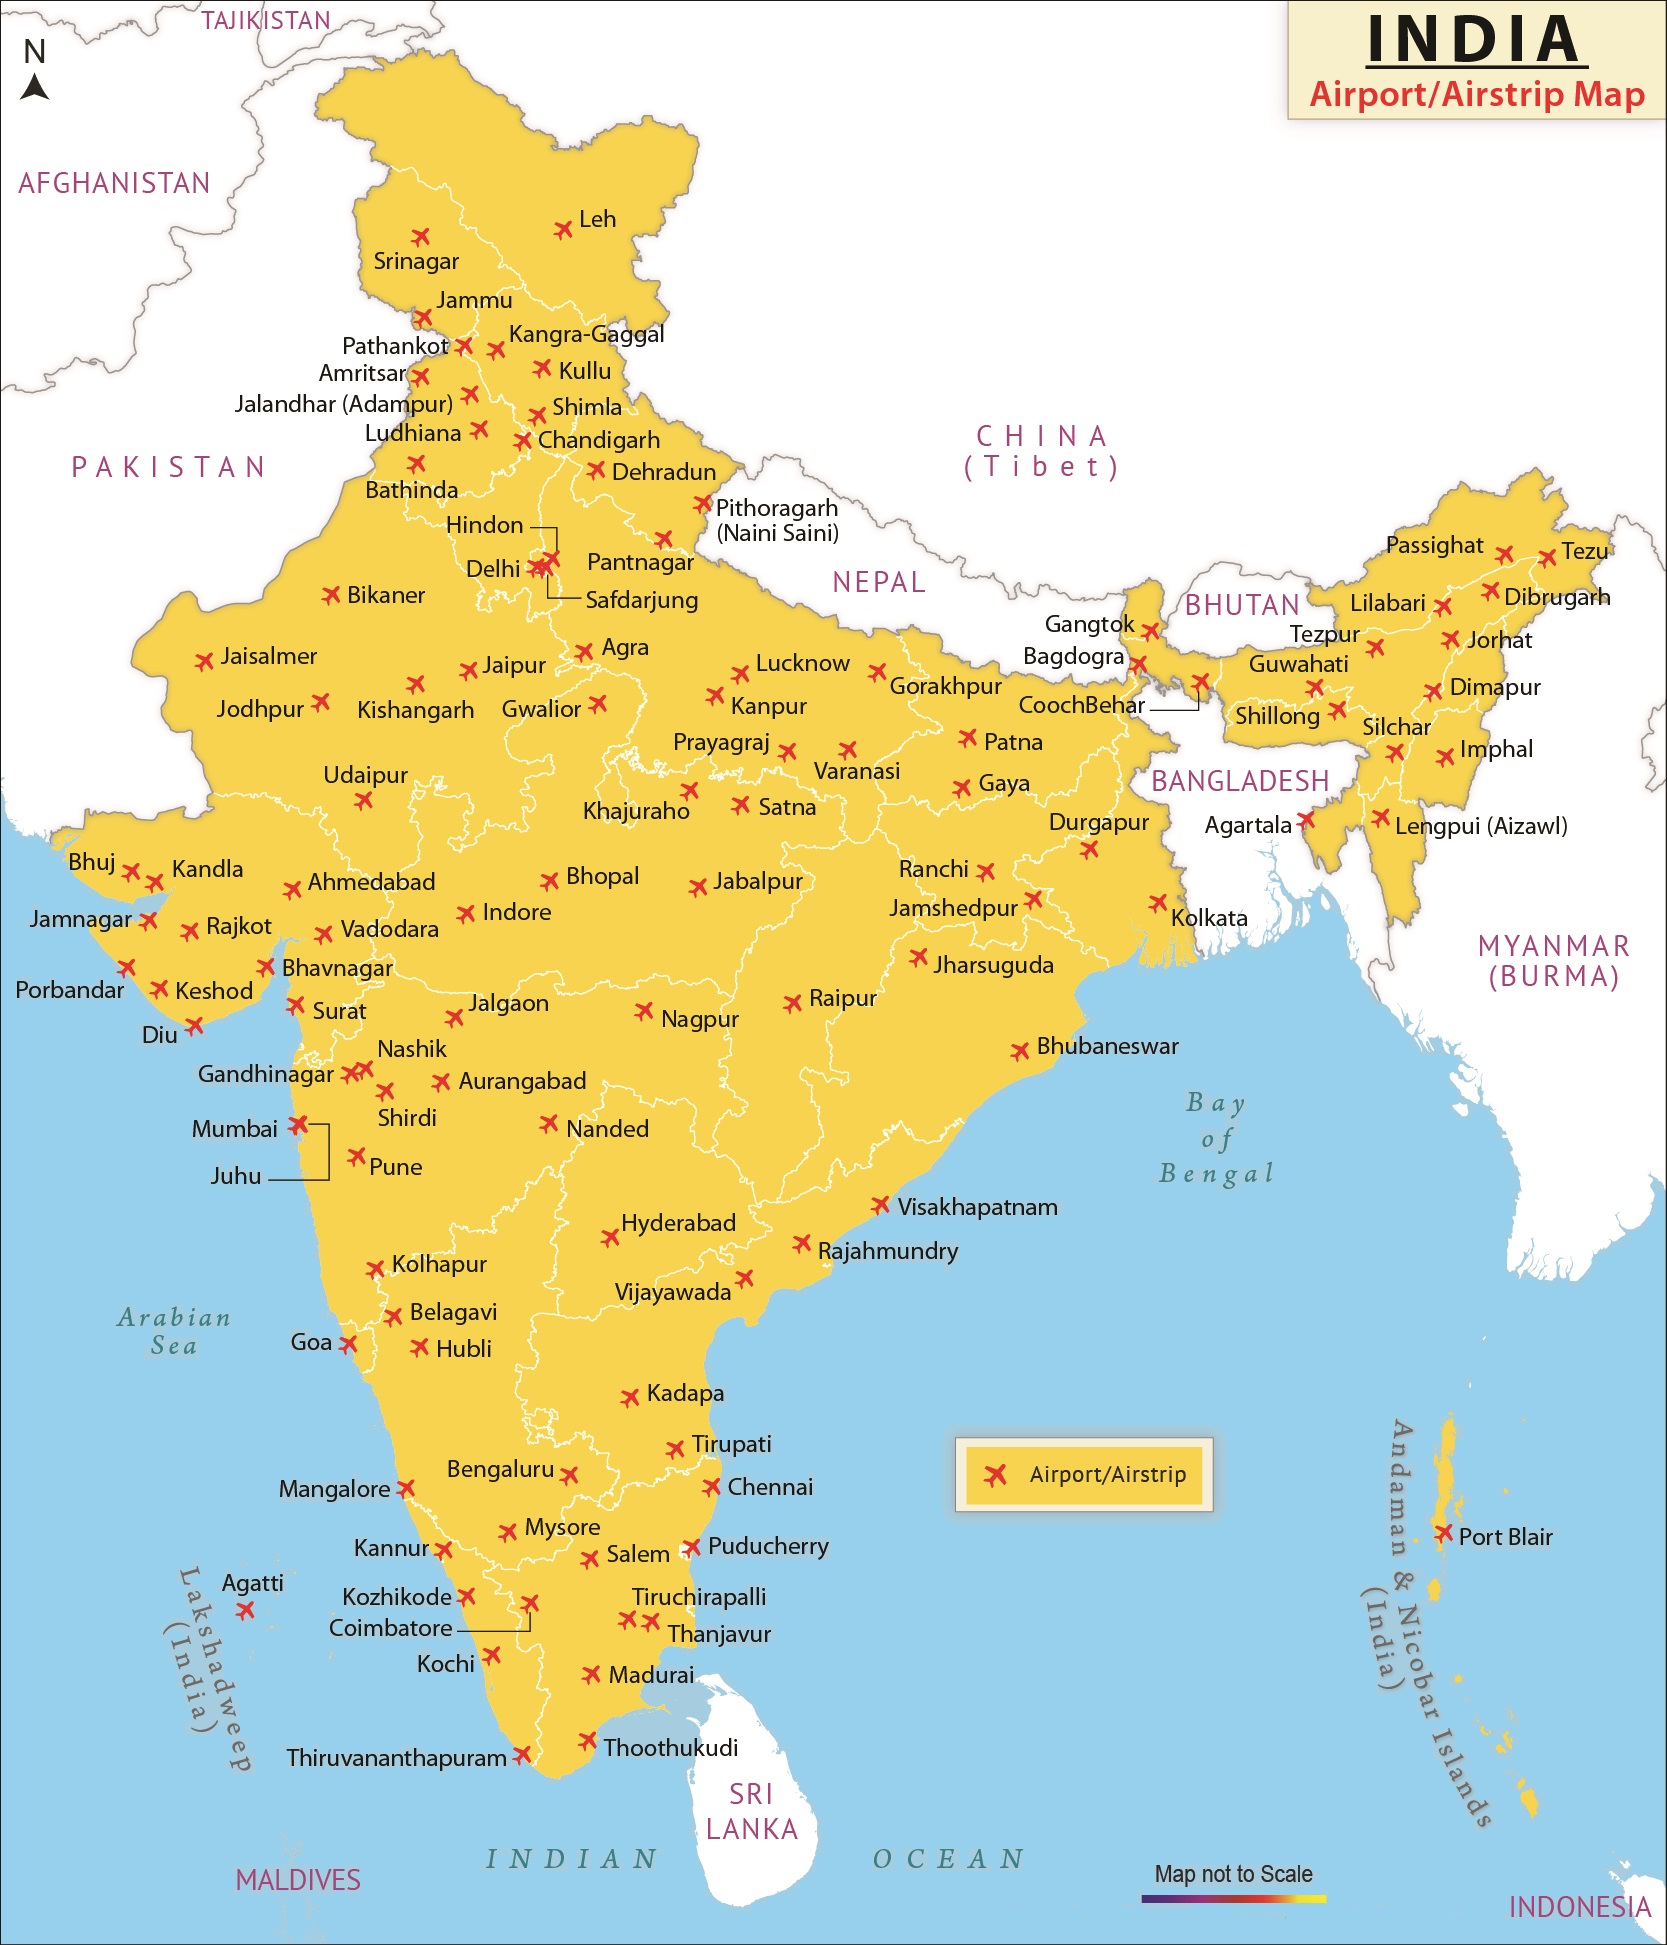 TAJIKISTAN
INDIA
Airport/Airstrip Map
N
AFGHANISTAN
Leh
Srinagar
Jammu
Kangra-Gaggal
Pathankot
Amritsar
Kullu
Jalandhar (Adampur)
Shimla
Ludhiana
Chandigarh
CHINA
(Tibet)
PAKISTAN
Dehradun
Bathinda
Pithoragarh
(Naini Saini)
Hindon
Delhi
Pantnagar
Safdarjung
NEPAL
BHUTAN
Passighat
Tezu
Dibrugarh
Lilabari
Bikaner
Gangtok
Tezpur
Jorhat
Jaisalmer
Jaipur
Agra
Lucknow
Bagdogra
Guwahati
Gorakhpur
Dimapur
Jodhpur
Kishangarh
Gwalior
Kanpur
CoochBehar
Shillong
Silchar
Prayagraj
Patna
Imphal
Varanasi
Udaipur
Gaya
BANGLADESH
Khajuraho
Satna
Durgapur
Agartala
Lengpui (Aizawl)
Bhuj
Kandla
Ahmedabad
Bhopal
Jabalpur
Ranchi
Jamshedpur
Jamnagar
Rajkot
Vadodara
Indore
Kolkata
MYANMAR
(BURMA)
Porbandar
Keshod
Bhavnagar
Jharsuguda
Diu
Surat
Jalgaon
Nagpur
Raipur
Nashik
Bhubaneswar
Gandhinagar
Aurangabad
Shirdi
Bay
of
Bengal
Mumbai
Nanded
Juhu
Pune
Visakhapatnam
Hyderabad
Rajahmundry
Kolhapur
Vijayawada
Arabian
Sea
Belagavi
Goa
Hubli
Kadapa
Tirupati
Bengaluru
Chennai
Airport/Airstrip
Mangalore
Mysore
Kannur
Salem
Puducherry
Port Blair
Andaman & Nicobar Islands
(India)
Agatti
Lakshadweep
(India)
Kozhikode
Tiruchirapalli
Coimbatore
Thanjavur
Kochi
Madurai
Thiruvananthapuram
Thoothukudi
SRI
LANKA
INDIAN OCEAN
MALDIVES
Map not to Scale
INDONESIA